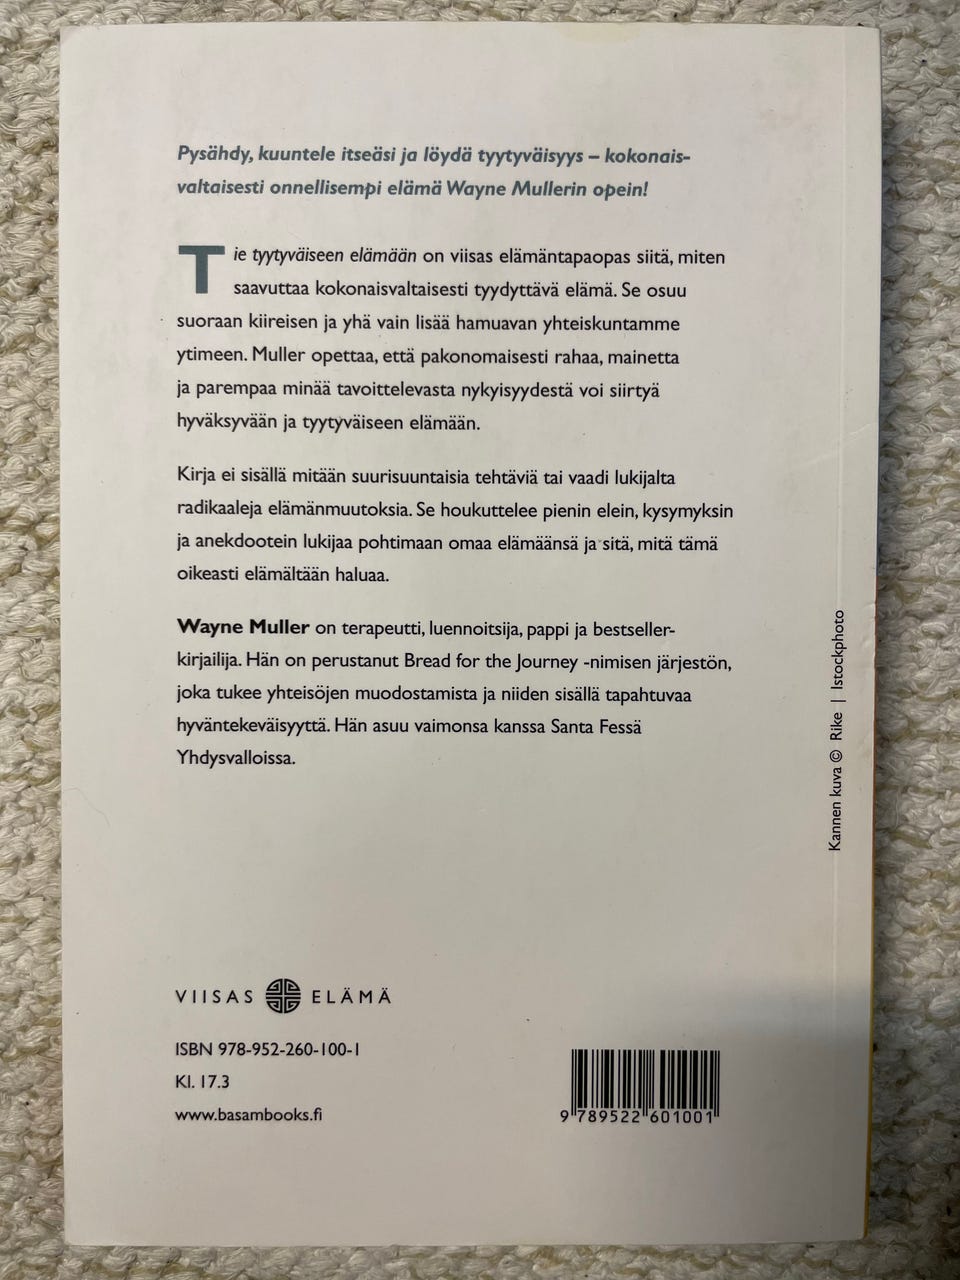 Pysähdy, kuuntele itseäsi ja löydä tyytyväisyys – kokonais-
valtaisesti onnellisempi elämä Wayne Mullerin opein!
Tie tyytyväiseen elämään on viisas elämäntapaopas siitä, miten
saavuttaa kokonaisvaltaisesti tyydyttävä elämä. Se osuu
suoraan kiireisen ja yhä vain lisää hamuavan yhteiskuntamme
ytimeen. Muller opettaa, että pakonomaisesti rahaa, mainetta
ja parempaa minää tavoittelevasta nykyisyydestä voi siirtyä
hyväksyvään ja tyytyväiseen elämään.
Kirja ei sisällä mitään suurisuuntaisia tehtäviä tai vaadi lukijalta
radikaaleja elämänmuutoksia. Se houkuttelee pienin elein, kysymyksin
ja anekdootein lukijaa pohtimaan omaa elämäänsä ja sitä, mitä tämä
oikeasti elämältään haluaa.
Wayne Muller on terapeutti, luennoitsija, pappi ja bestseller-
kirjailija. Hän on perustanut Bread for the Journey -nimisen järjestön,
joka tukee yhteisöjen muodostamista ja niiden sisällä tapahtuvaa
hyväntekeväisyyttä. Hän asuu vaimonsa kanssa Santa Fessä
Yhdysvalloissa.
Kannen kuva © Rike | Istockphoto
VIISAS ELÄMÄ
ISBN 978-952-260-100-1
Kl. 17.3
www.basambooks.fi
9 789522 601001